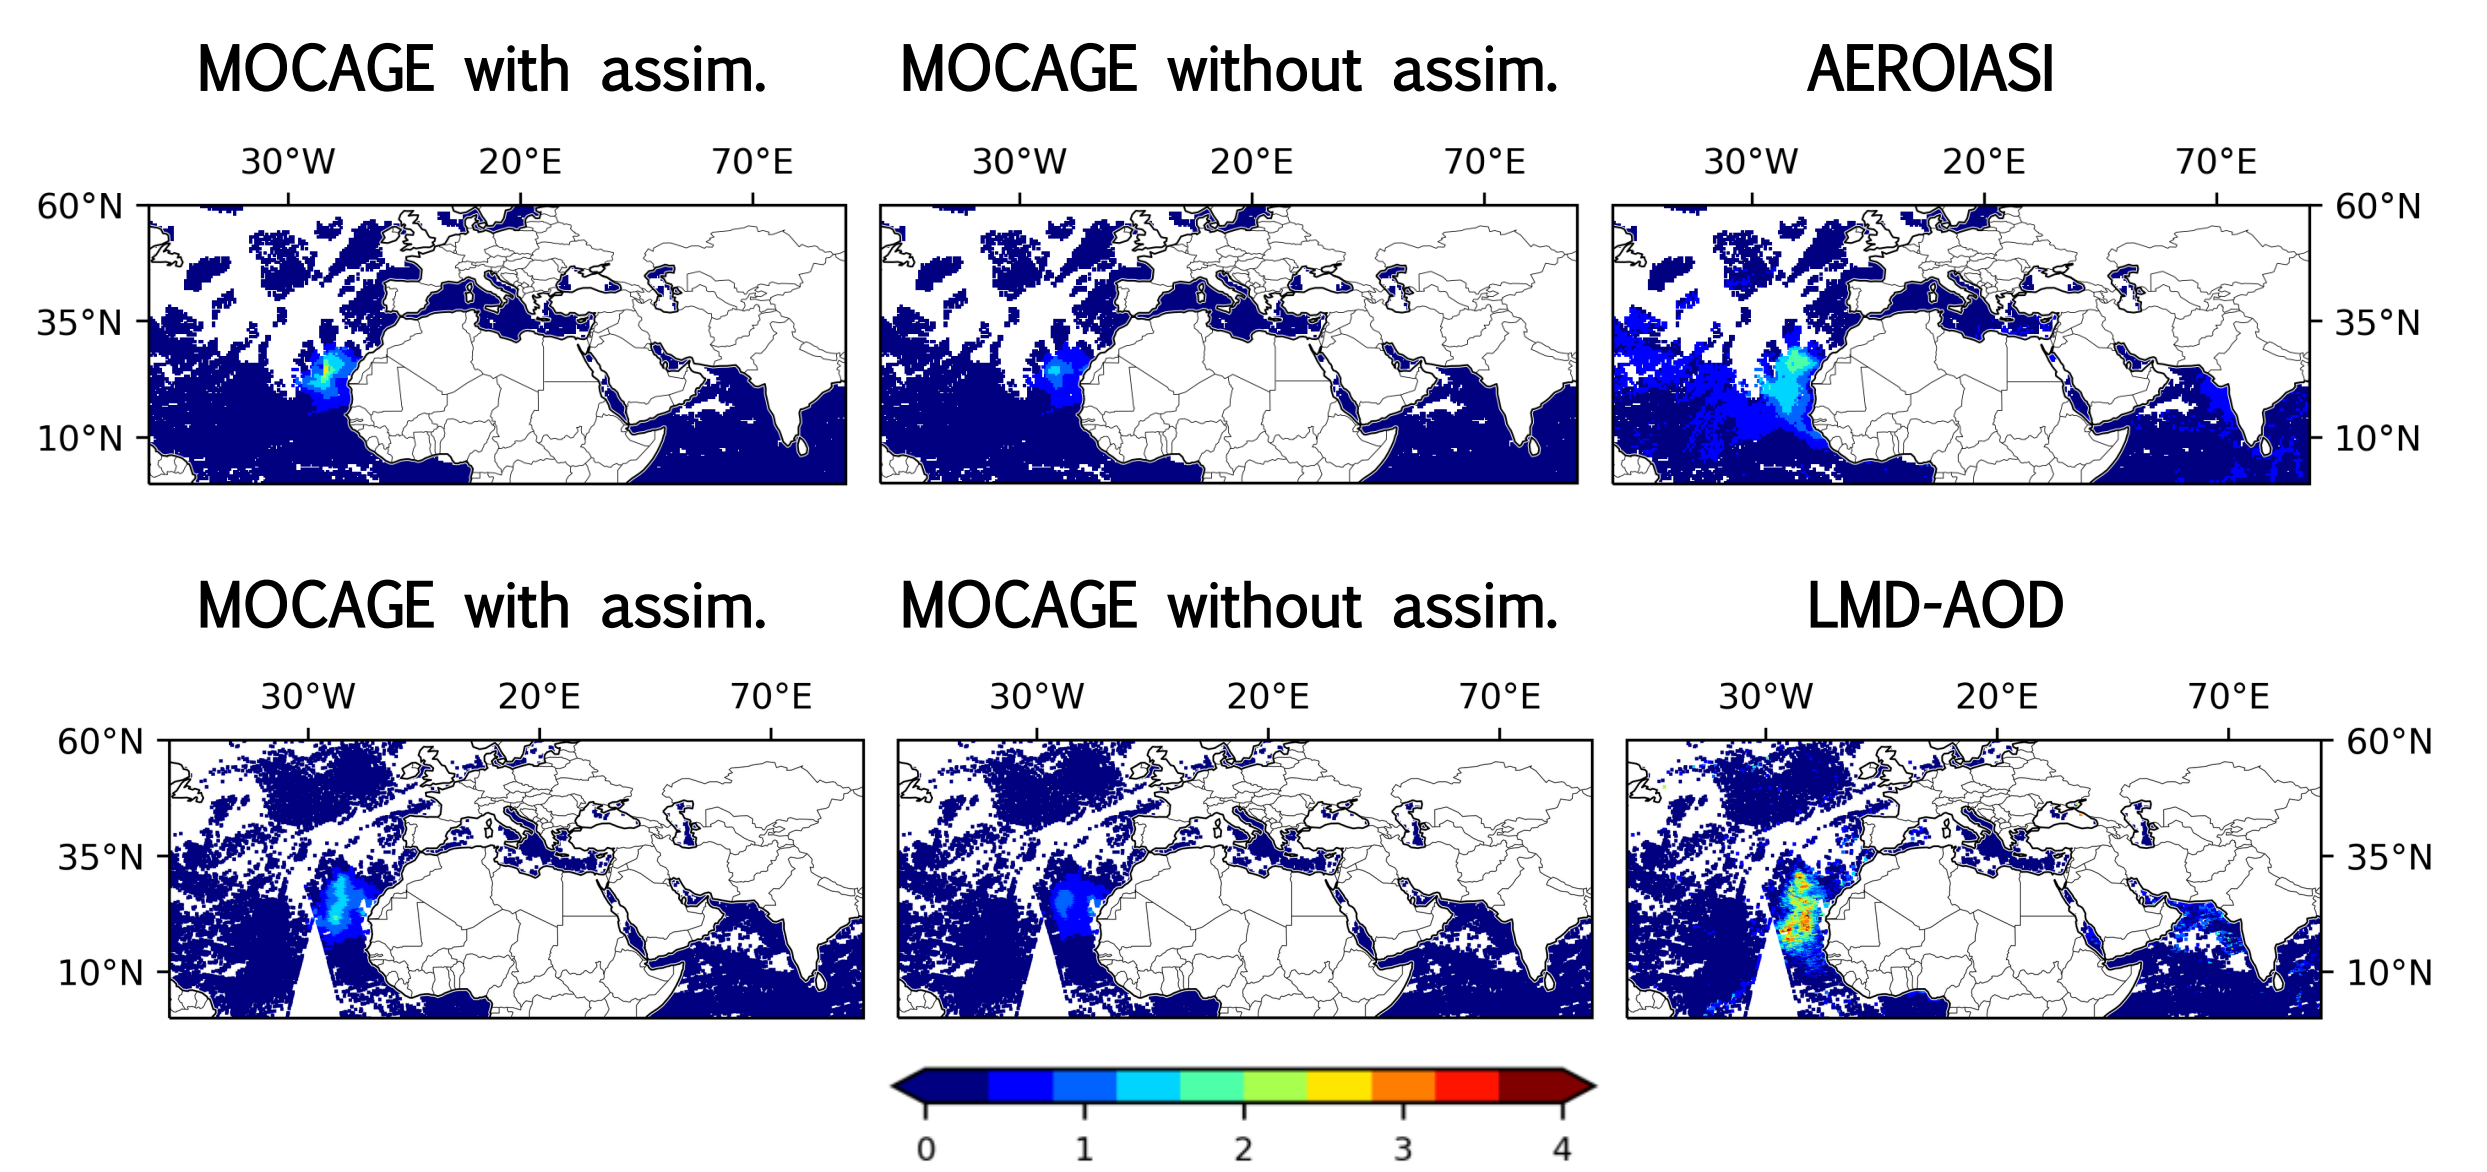 MOCAGE with assim. MOCAGE without assim. AEROIASI
30°W 20°E 70°E 30°W 20°E 70°E 30°W 20°E 70°E
60°N 60°N
35°N 35°N
10°N 10°N
MOCAGE with assim. MOCAGE without assim. LMD-AOD
30°W 20°E 70°E 30°W 20°E 70°E 30°W 20°E 70°E
60°N 60°N
35°N 35°N
10°N 10°N
0 1 2 3 4